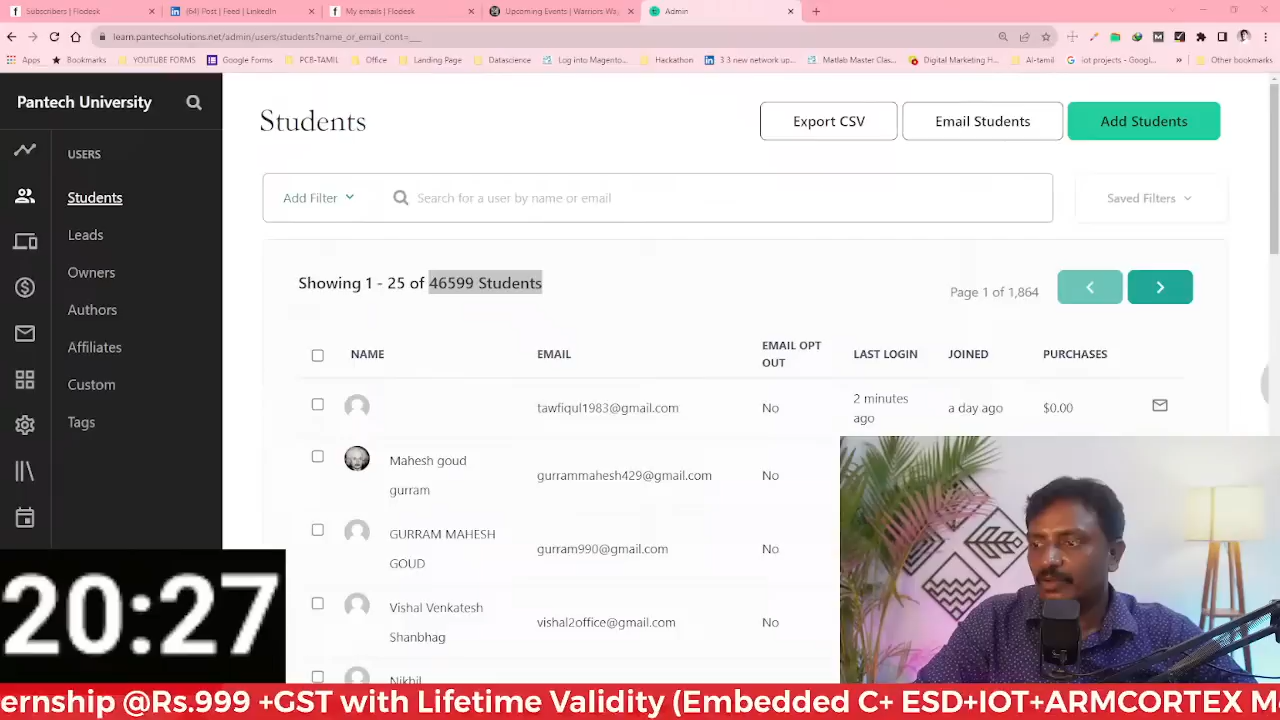 Subscribers | Flodesk
(64) Post | Feed | LinkedIn
My emails | Flodesk
Upcoming Events | Warriors Wa
Admin
learn.pantechsolutions.net/admin/users/students?name_or_email_cont=___
Apps
Bookmarks
YOUTUBE FORMS
Google Forms
PCB-TAMIL
Office
Landing Page
Datascience
Log into Magento...
Hackathon
3 3 new network up...
Matlab Master Clas...
Digital Marketing H...
AI-tamil
iot projects - Googl...
»
Other bookmarks
Pantech University
USERS
Students
Leads
Owners
Authors
Affiliates
Custom
Tags
Students
Export CSV
Email Students
Add Students
Add Filter
Search for a user by name or email
Saved Filters
Showing 1 - 25 of 46599 Students
Page 1 of 1,864
NAME
EMAIL
EMAIL OPT
OUT
LAST LOGIN
JOINED
PURCHASES
tawfiqul1983@gmail.com
No
2 minutes
ago
a day ago
$0.00
Mahesh goud
gurram
gurrammahesh429@gmail.com
No
GURRAM MAHESH
GOUD
gurram990@gmail.com
No
Vishal Venkatesh
Shanbhag
vishal2office@gmail.com
No
Nikhil
20:27
ernship @Rs.999 +GST with Lifetime Validity (Embedded C+ ESD+IOT+ARMCORTEX M